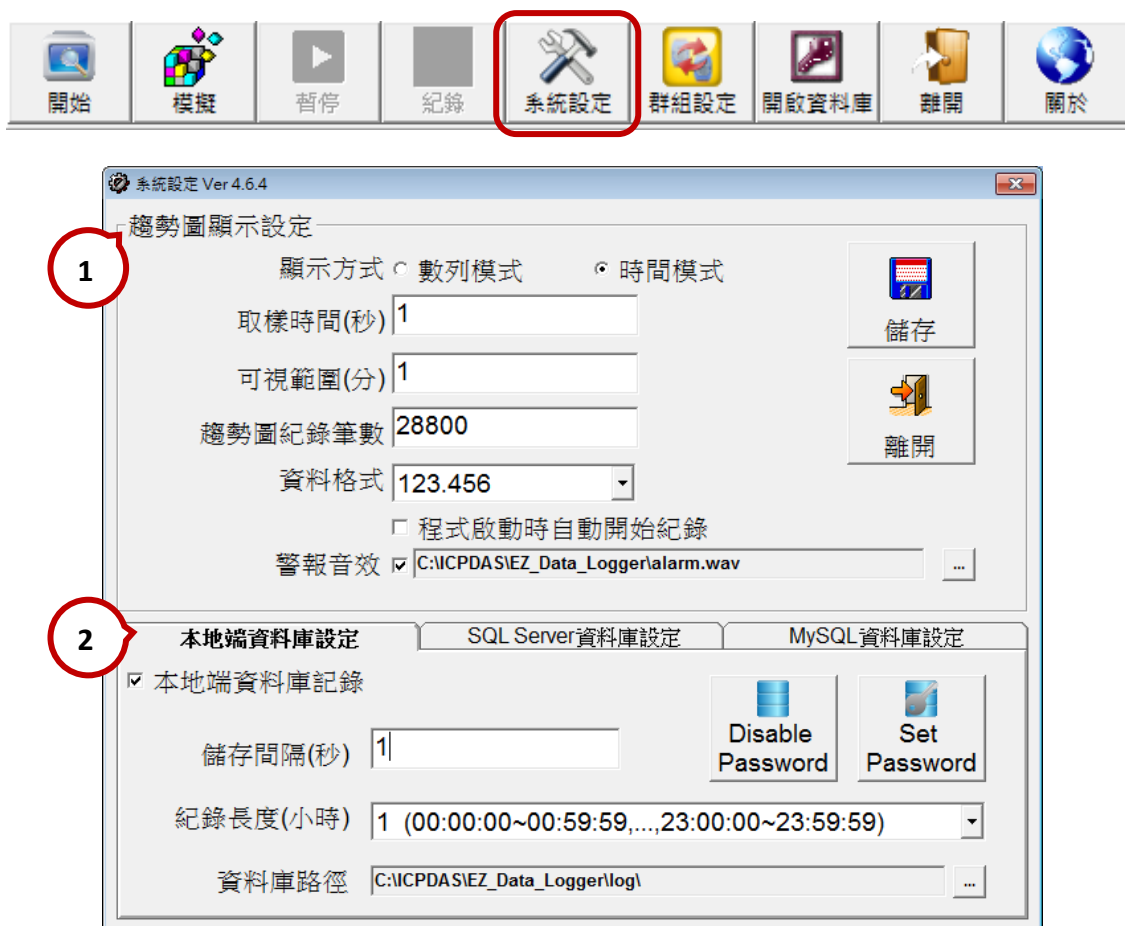 開始 模擬 暫停 紀錄 系統設定 群組設定 開啟資料庫 離開 關於
系統設定 Ver 4.6.4
趨勢圖顯示設定
1
顯示方式 數列模式 時間模式
取樣時間(秒) 1
儲存
可視範圍(分) 1
趨勢圖紀錄筆數 28800
離開
資料格式 123.456
程式啟動時自動開始紀錄
警報音效 C:\ICPDAS\EZ_Data_Logger\alarm.wav ...
2
本地端資料庫設定 SQL Server資料庫設定 MySQL資料庫設定
本地端資料庫記錄
Disable Password
Set Password
儲存間隔(秒) 1
紀錄長度(小時) 1 (00:00:00~00:59:59,...,23:00:00~23:59:59)
資料庫路徑 C:\ICPDAS\EZ_Data_Logger\log\ ...